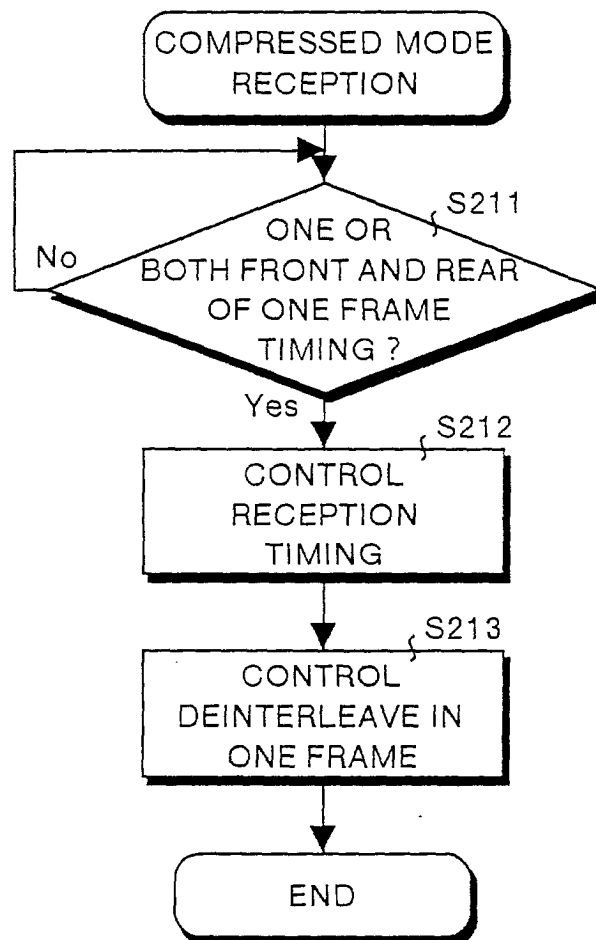 COMPRESSED MODE
RECEPTION
S211
ONE OR
No
BOTH FRONT AND REAR
OF ONE FRAME
TIMING ?
Yes
S212
CONTROL
RECEPTION
TIMING
S213
CONTROL
DEINTERLEAVE IN
ONE FRAME
END